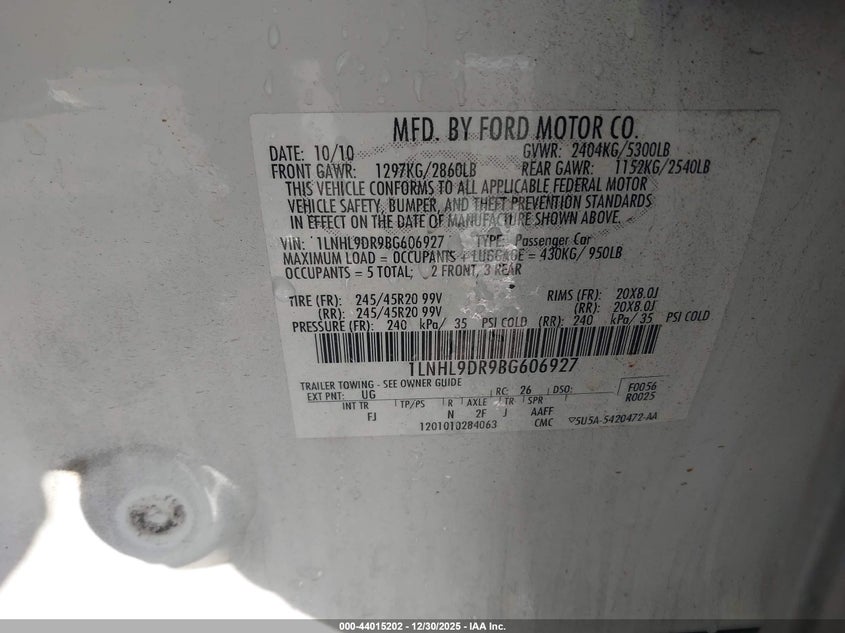 MFD. BY FORD MOTOR CO.
DATE: 10/10 GVWR: 2404KG/5300LB
FRONT GAWR: 1297KG/2860LB REAR GAWR: 1152KG/2540LB
THIS VEHICLE CONFORMS TO ALL APPLICABLE FEDERAL MOTOR
VEHICLE SAFETY, BUMPER, AND THEFT PREVENTION STANDARDS
IN EFFECT ON THE DATE OF MANUFACTURE SHOWN ABOVE.
VIN: 1LNHL9DR9BG606927 TYPE: Passenger Car
MAXIMUM LOAD = OCCUPANTS + LUGGAGE = 430KG/ 950LB
OCCUPANTS = 5 TOTAL; 2 FRONT, 3 REAR
TIRE (FR): 245/45R20 99V RIMS (FR): 20X8.0J
(RR): 245/45R20 99V (RR): 20X8.0J
PRESSURE (FR): 240 kPa/ 35 PSI COLD (RR): 240 kPa/ 35 PSI COLD
1LNHL9DR9BG606927
TRAILER TOWING - SEE OWNER GUIDE
EXT PNT: UG RC: 26 DSO: F0056
INT TR TP/PS R AXLE TR SPR R0025
FJ N 2F J AAFF
1201010284063 CMC 5U5A-5420472-AA
000-44015202 - 12/30/2025 - IAA Inc.